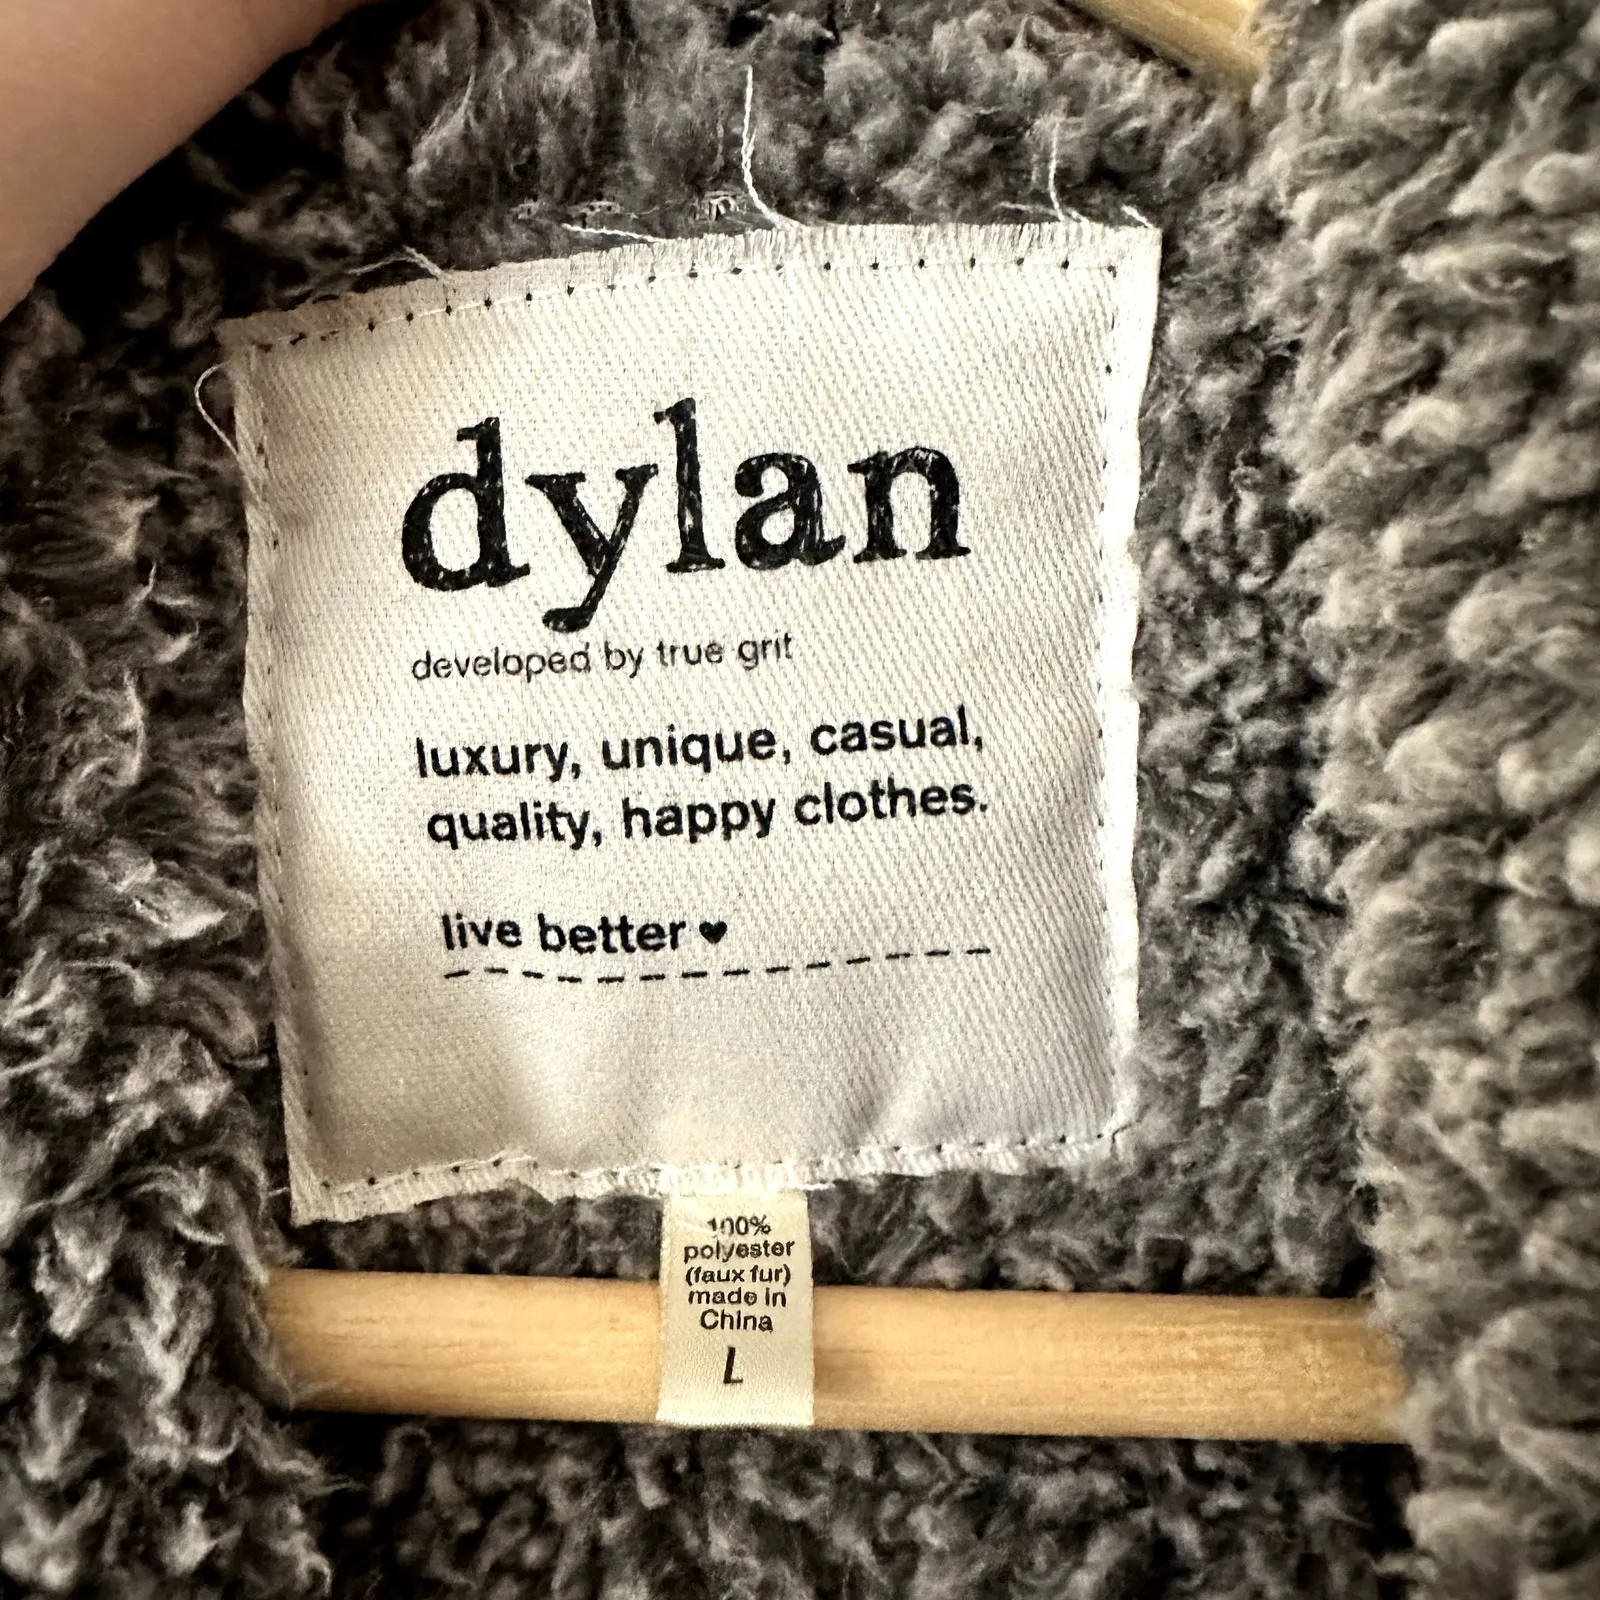 dylan
developed by true grit
luxury, unique, casual,
quality, happy clothes.
live better ♥
100%
polyester
(faux fur)
made in
China
L